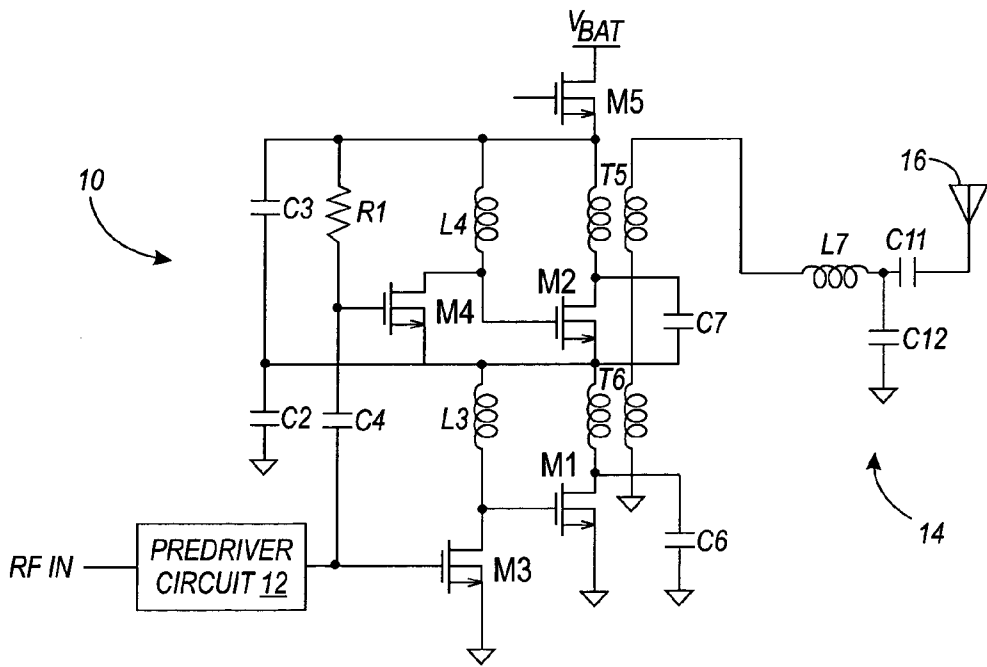 VBAT
M5
10
C3
R1
L4
T5
16
L7
C11
M4
M2
C7
C12
C2
C4
L3
T6
M1
C6
14
RF IN
PREDRIVER
CIRCUIT 12
M3